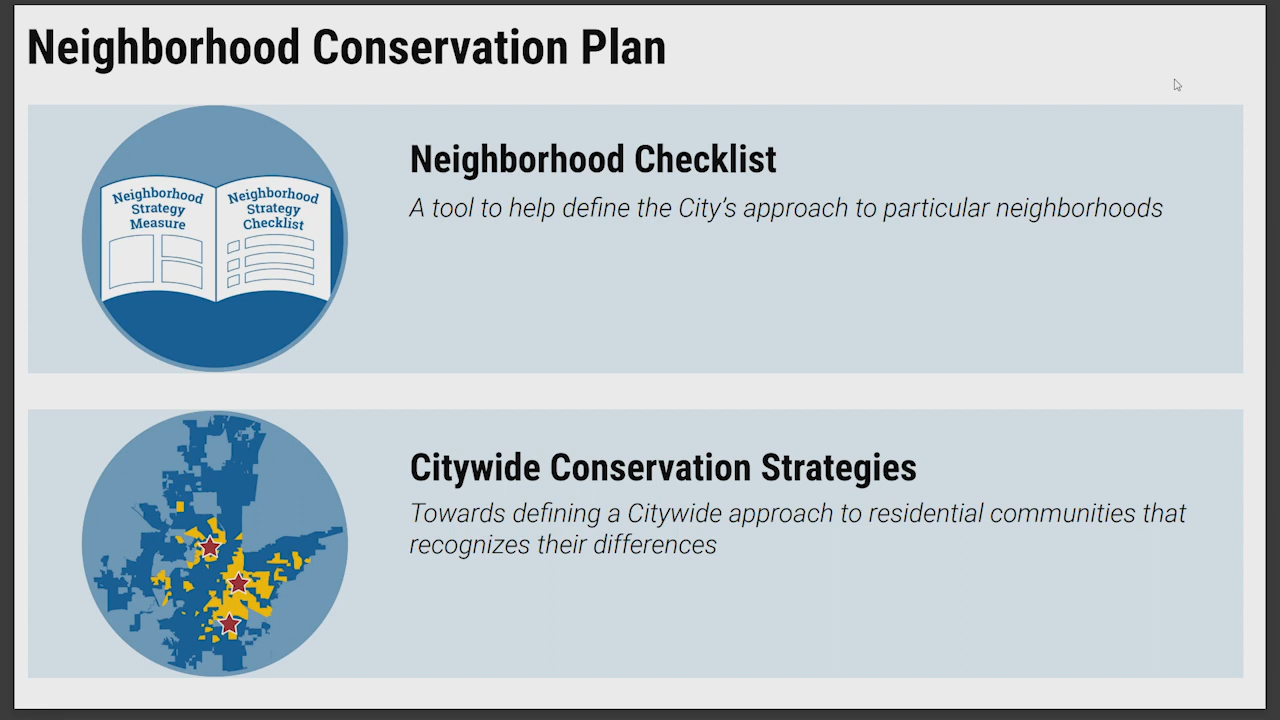 Neighborhood Conservation Plan
Neighborhood
Strategy
Measure
Neighborhood
Strategy
Checklist
Neighborhood Checklist
A tool to help define the City’s approach to particular neighborhoods
Citywide Conservation Strategies
Towards defining a Citywide approach to residential communities that
recognizes their differences